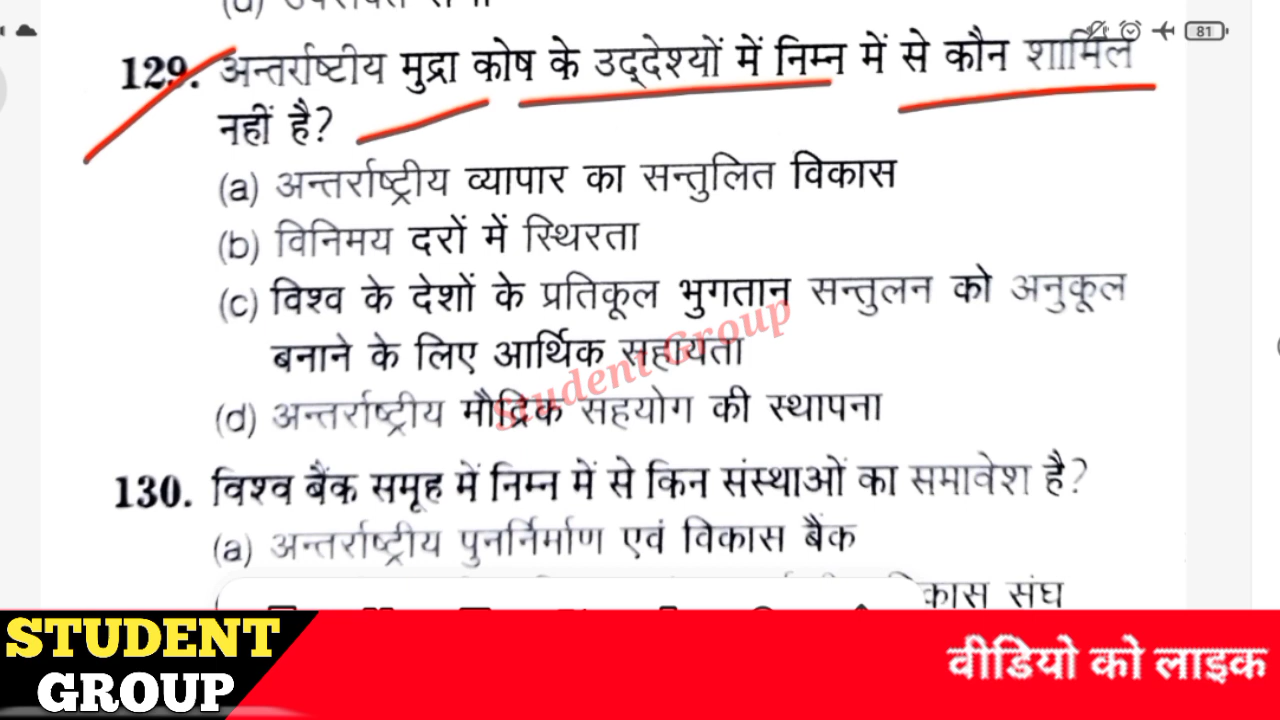 129. अन्तर्राष्टीय मुद्रा कोष के उद्देश्यों में निम्न में से कौन शामिल
नहीं है?
(a) अन्तर्राष्ट्रीय व्यापार का सन्तुलित विकास
(b) विनिमय दरों में स्थिरता
(c) विश्व के देशों के प्रतिकूल भुगतान सन्तुलन को अनुकूल
बनाने के लिए आर्थिक सहायता
(d) अन्तर्राष्ट्रीय मौद्रिक सहयोग की स्थापना
130. विश्व बैंक समूह में निम्न में से किन संस्थाओं का समावेश है?
(a) अन्तर्राष्ट्रीय पुनर्निर्माण एवं विकास बैंक
संघ
81
Student Group
STUDENT
GROUP
वीडियो को लाइक